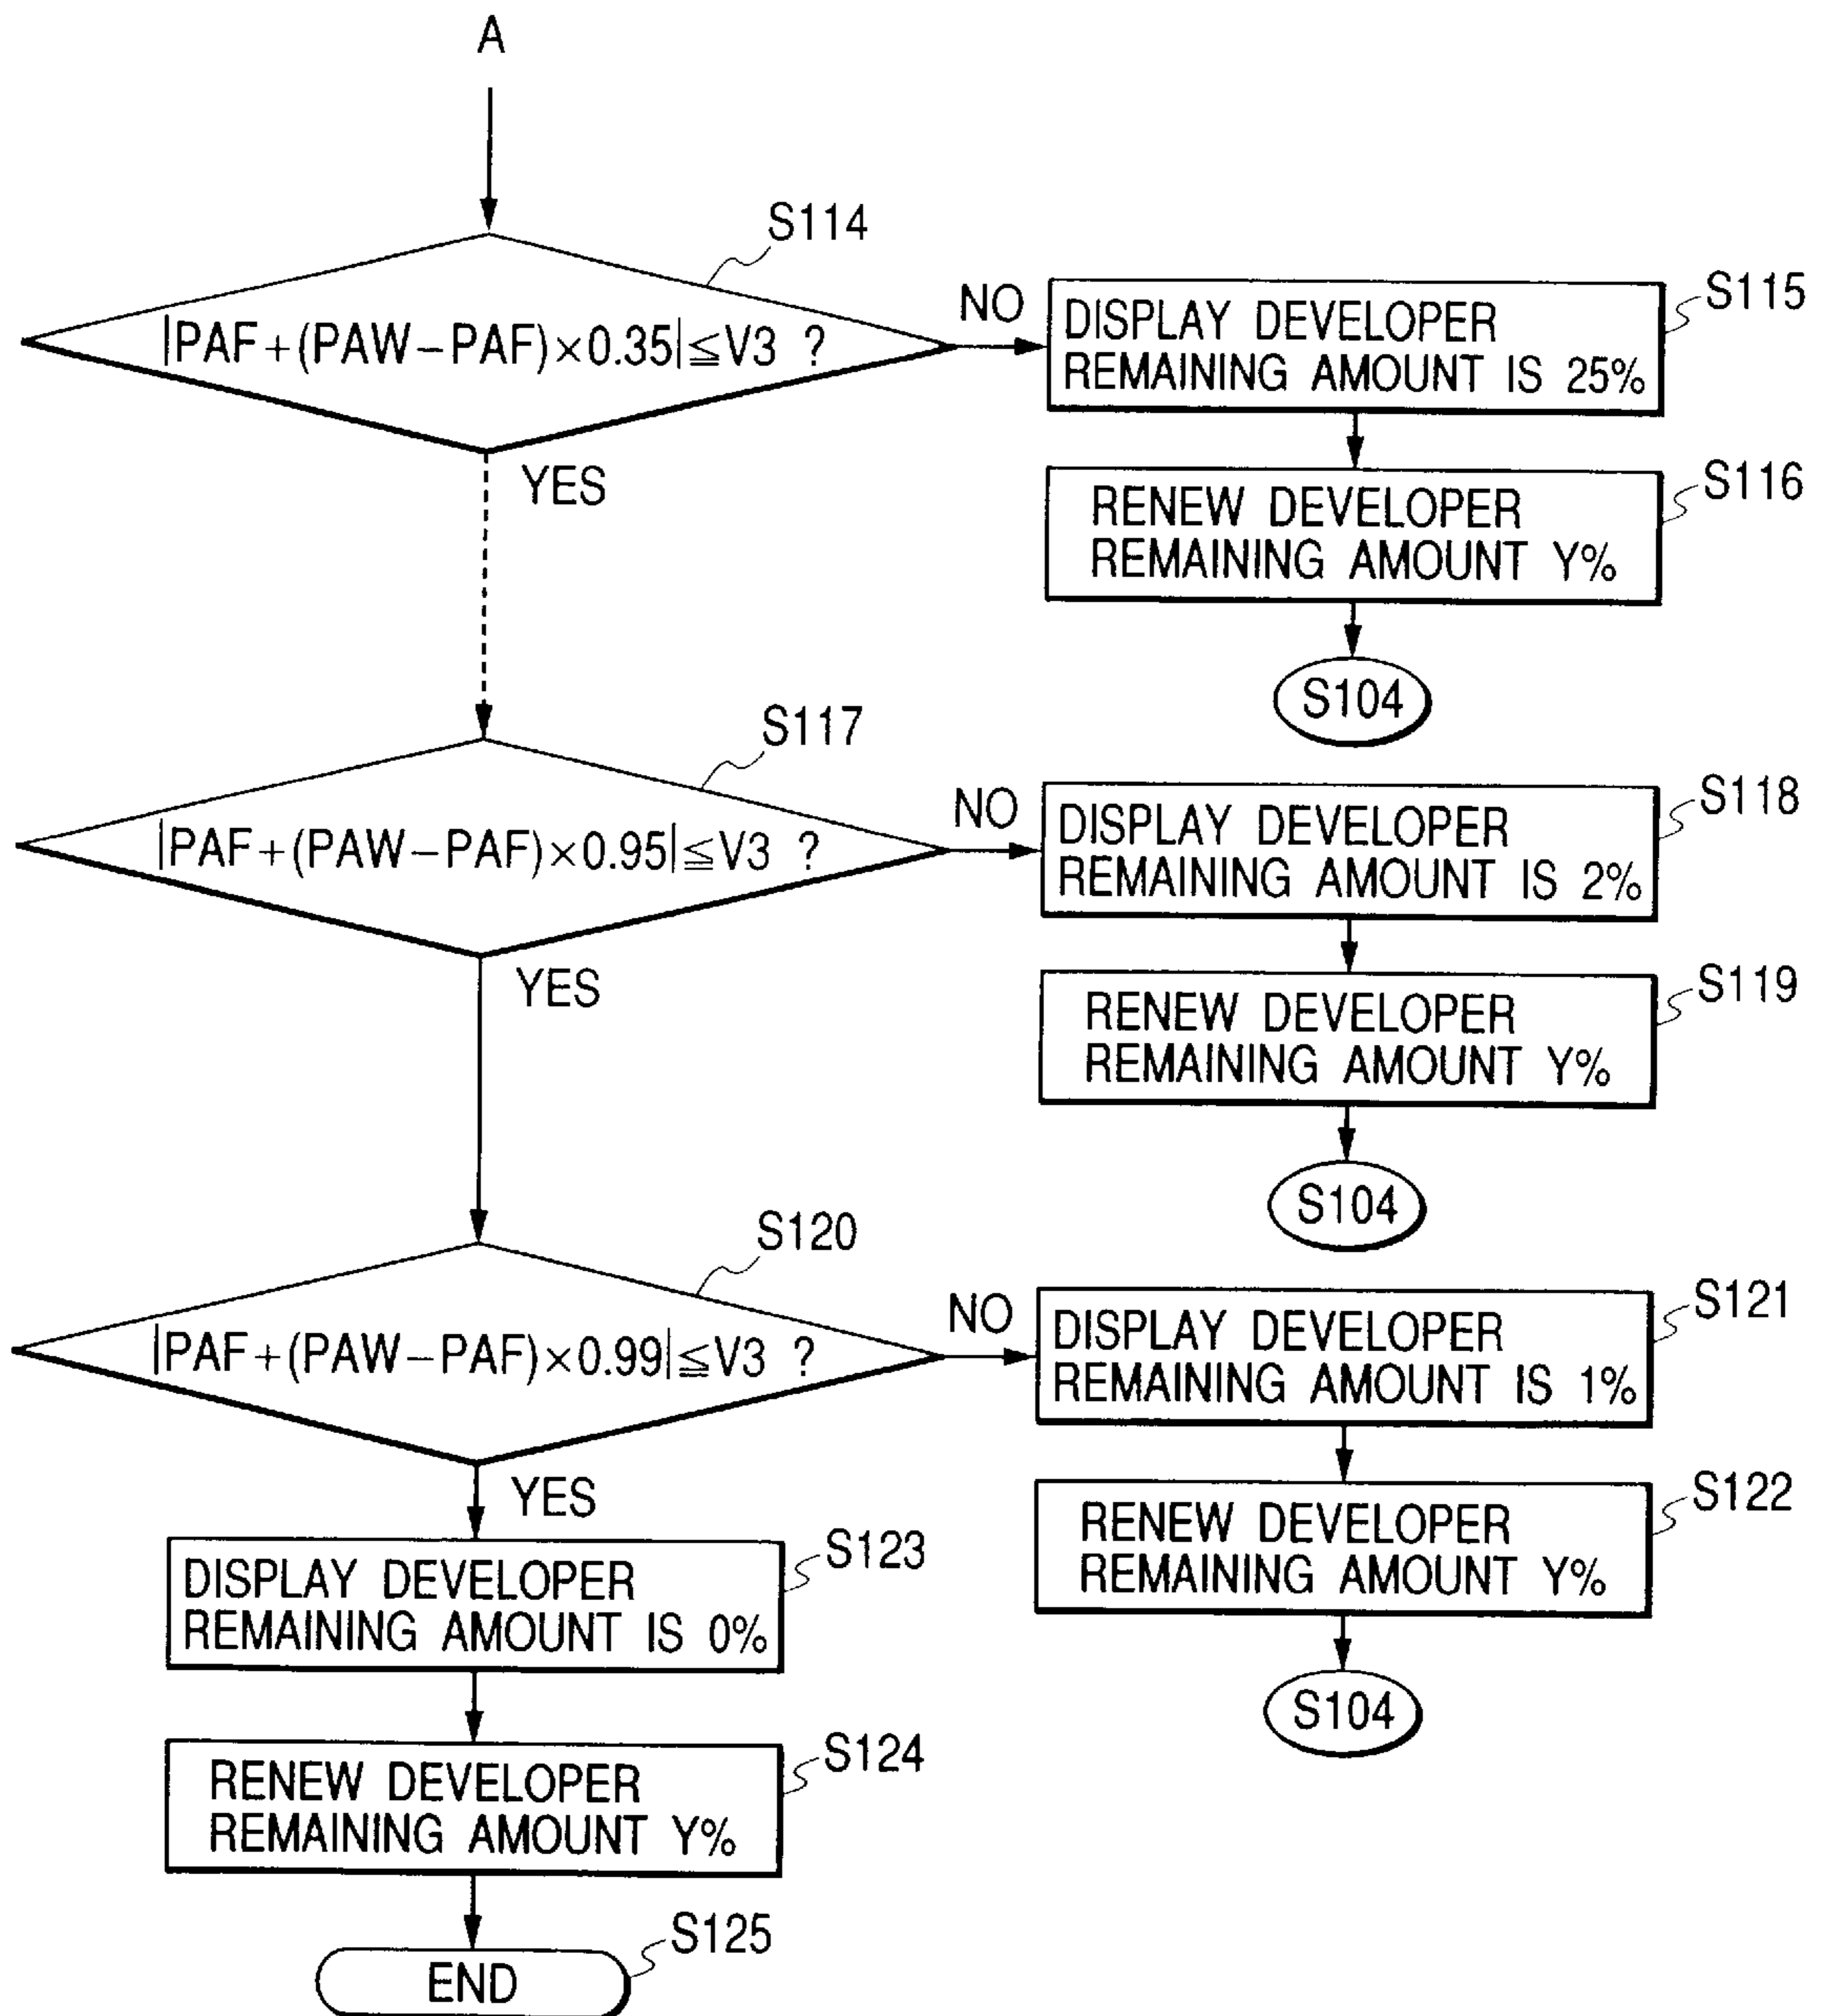 A
S114
|PAF+(PAW−PAF)×0.35|≦V3 ?
NO
YES
S115
DISPLAY DEVELOPER
REMAINING AMOUNT IS 25%
S116
RENEW DEVELOPER
REMAINING AMOUNT Y%
S104
S117
|PAF+(PAW−PAF)×0.95|≦V3 ?
NO
YES
S118
DISPLAY DEVELOPER
REMAINING AMOUNT IS 2%
S119
RENEW DEVELOPER
REMAINING AMOUNT Y%
S104
S120
|PAF+(PAW−PAF)×0.99|≦V3 ?
NO
YES
S121
DISPLAY DEVELOPER
REMAINING AMOUNT IS 1%
S122
RENEW DEVELOPER
REMAINING AMOUNT Y%
S104
S123
DISPLAY DEVELOPER
REMAINING AMOUNT IS 0%
S124
RENEW DEVELOPER
REMAINING AMOUNT Y%
S125
END